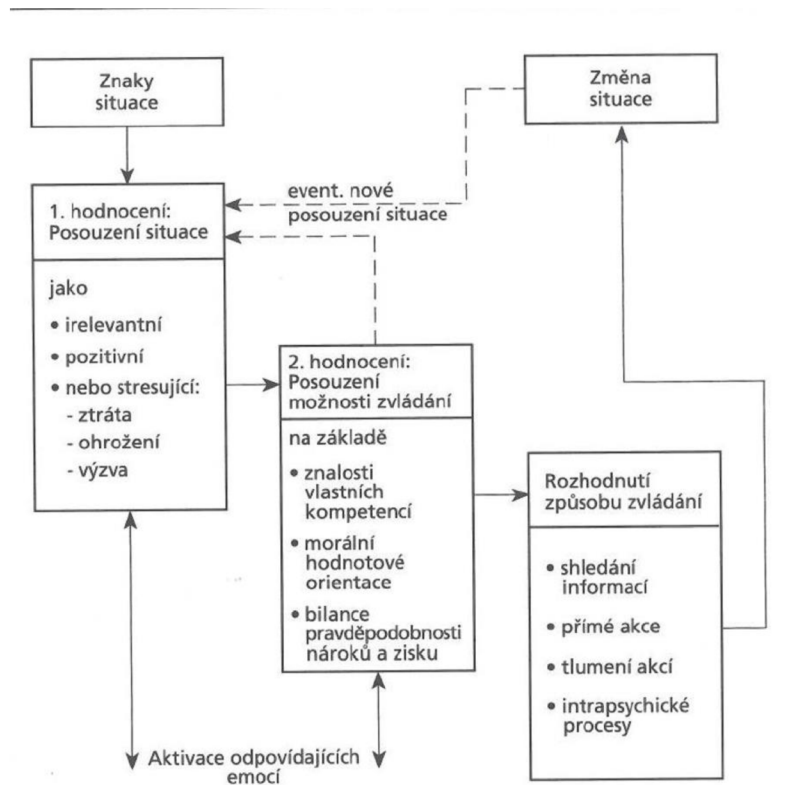 Znaky
situace
Změna
situace
event. nové
posouzení situace
1. hodnocení:
Posouzení situace
jako
• irelevantní
• pozitivní
• nebo stresující:
- ztráta
- ohrožení
- výzva
2. hodnocení:
Posouzení
možnosti zvládání
na základě
• znalosti
vlastních
kompetencí
• morální
hodnotové
orientace
• bilance
pravděpodobnosti
nároků a zisku
Rozhodnutí
způsobu zvládání
• shledání
informací
• přímé akce
• tlumení akcí
• intrapsychické
procesy
Aktivace odpovídajících
emocí